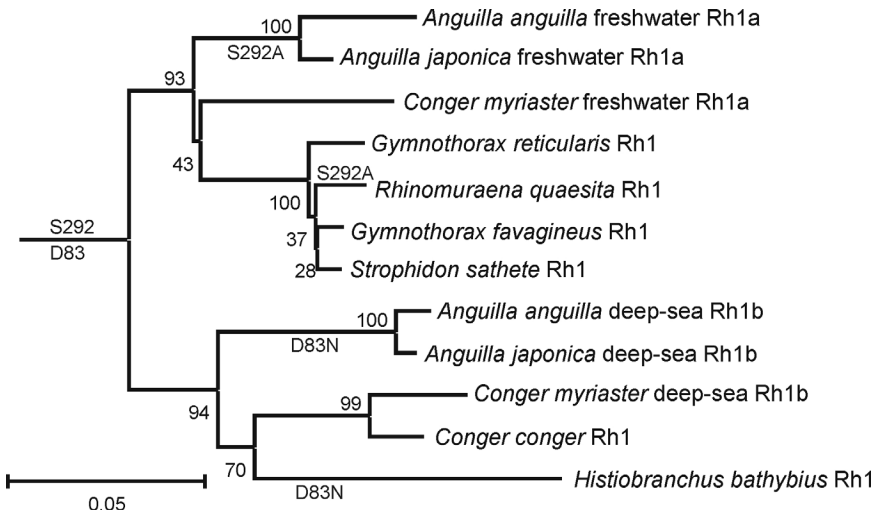 100
Anguilla anguilla freshwater Rh1a
S292A
Anguilla japonica freshwater Rh1a
93
Conger myriaster freshwater Rh1a
43
Gymnothorax reticularis Rh1
S292A
Rhinomuraena quaesita Rh1
100
S292
D83
37
Gymnothorax favagineus Rh1
28
Strophidon sathete Rh1
Anguilla anguilla deep-sea Rh1b
100
D83N
Anguilla japonica deep-sea Rh1b
94
Conger myriaster deep-sea Rh1b
99
Conger conger Rh1
70
Histiobranchus bathybius Rh1
D83N
0.05